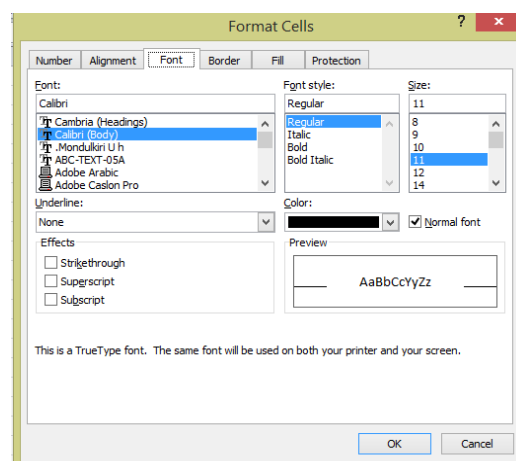 Format Cells
? ×
Number Alignment Font Border Fill Protection
Font: Font style: Size:
Calibri Regular 11
Cambria (Headings) Regular 8
Calibri (Body) Italic 9
.Mondulkiri U h Bold 10
ABC-TEXT-05A Bold Italic 11
Adobe Arabic 12
Adobe Caslon Pro 14
Underline: Color:
None Normal font
Effects Preview
Strikethrough
Superscript AaBbCcYyZz
Subscript
This is a TrueType font. The same font will be used on both your printer and your screen.
OK Cancel